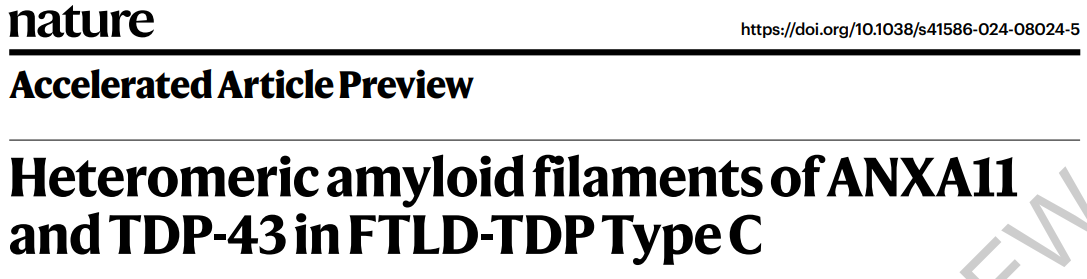 nature
https://doi.org/10.1038/s41586-024-08024-5
Accelerated Article Preview
Heteromeric amyloid filaments of ANXA11
and TDP-43 in FTLD-TDP Type C